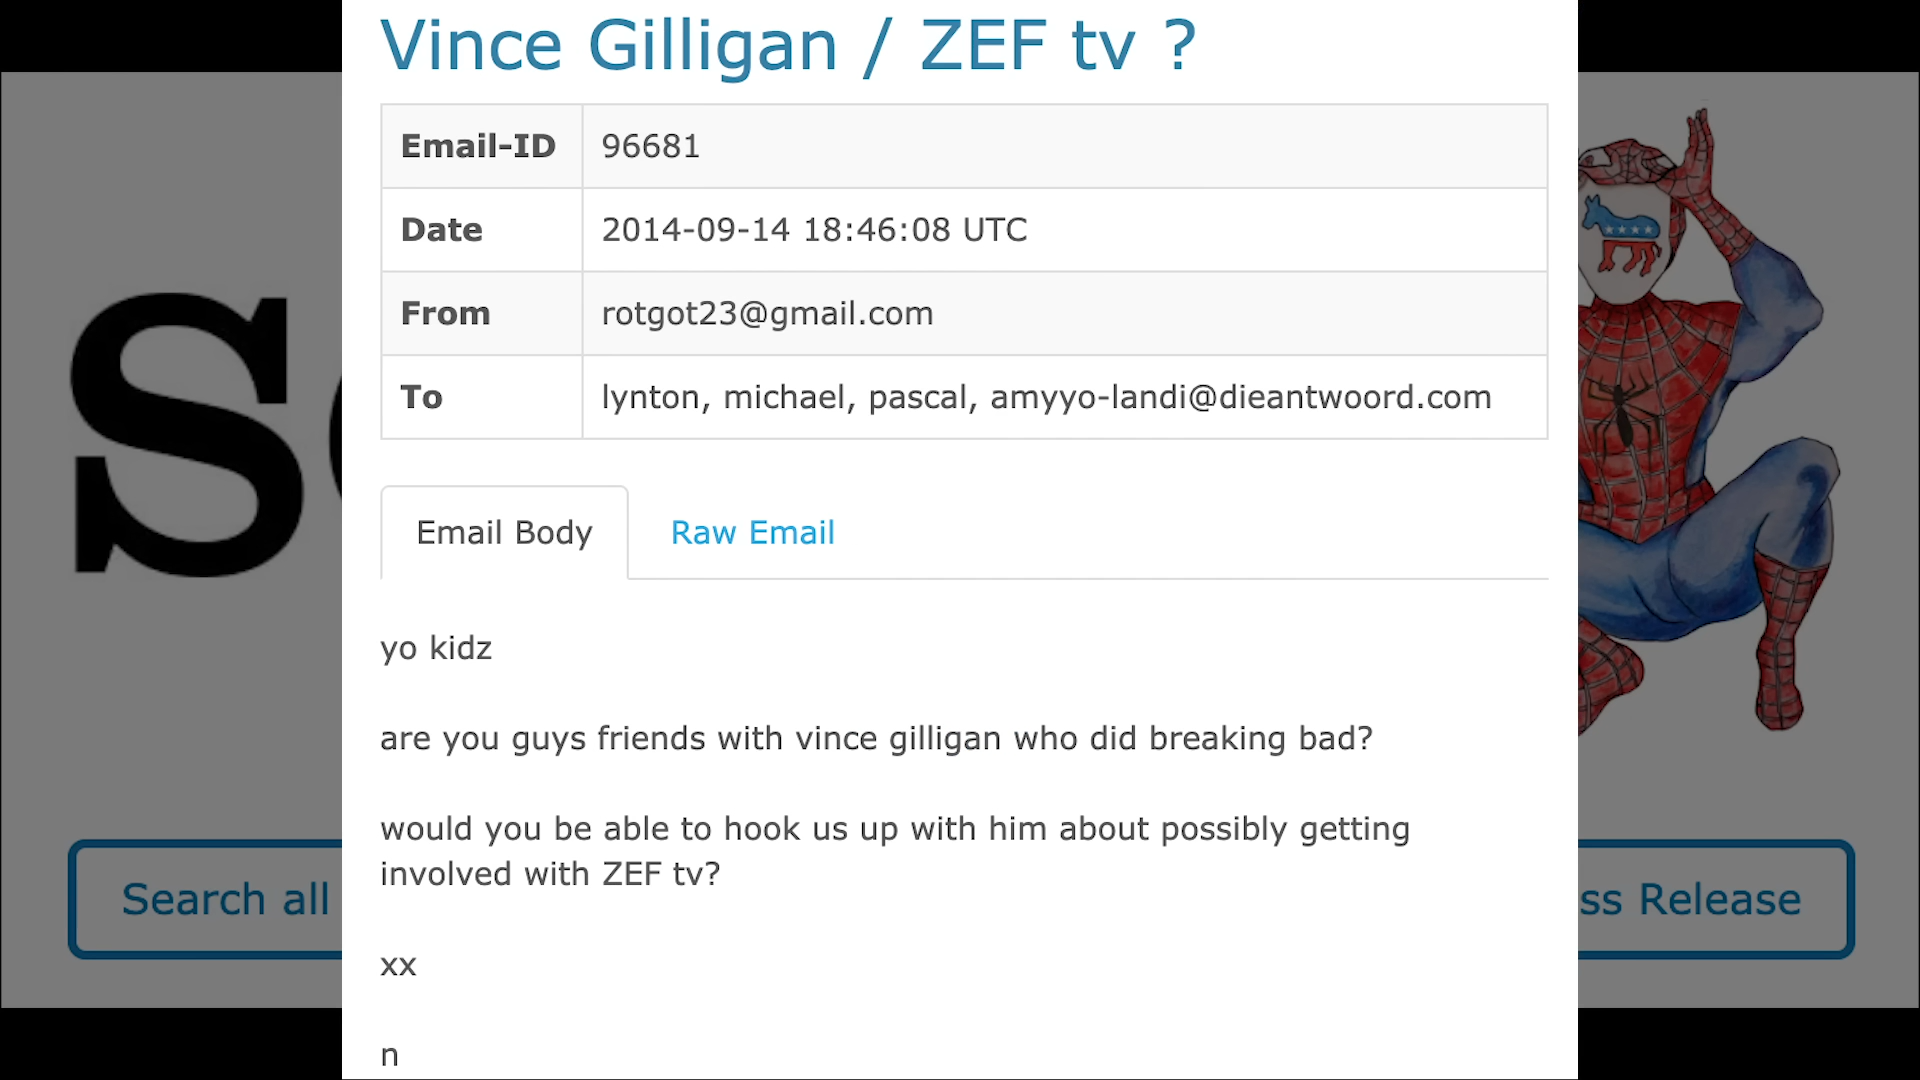 Vince Gilligan / ZEF tv ?
Email-ID 96681
Date 2014-09-14 18:46:08 UTC
From rotgot23@gmail.com
To lynton, michael, pascal, amyyo-landi@dieantwoord.com
Email Body Raw Email
yo kidz
are you guys friends with vince gilligan who did breaking bad?
would you be able to hook us up with him about possibly getting
involved with ZEF tv?
xx
n
S
Search all
ss Release